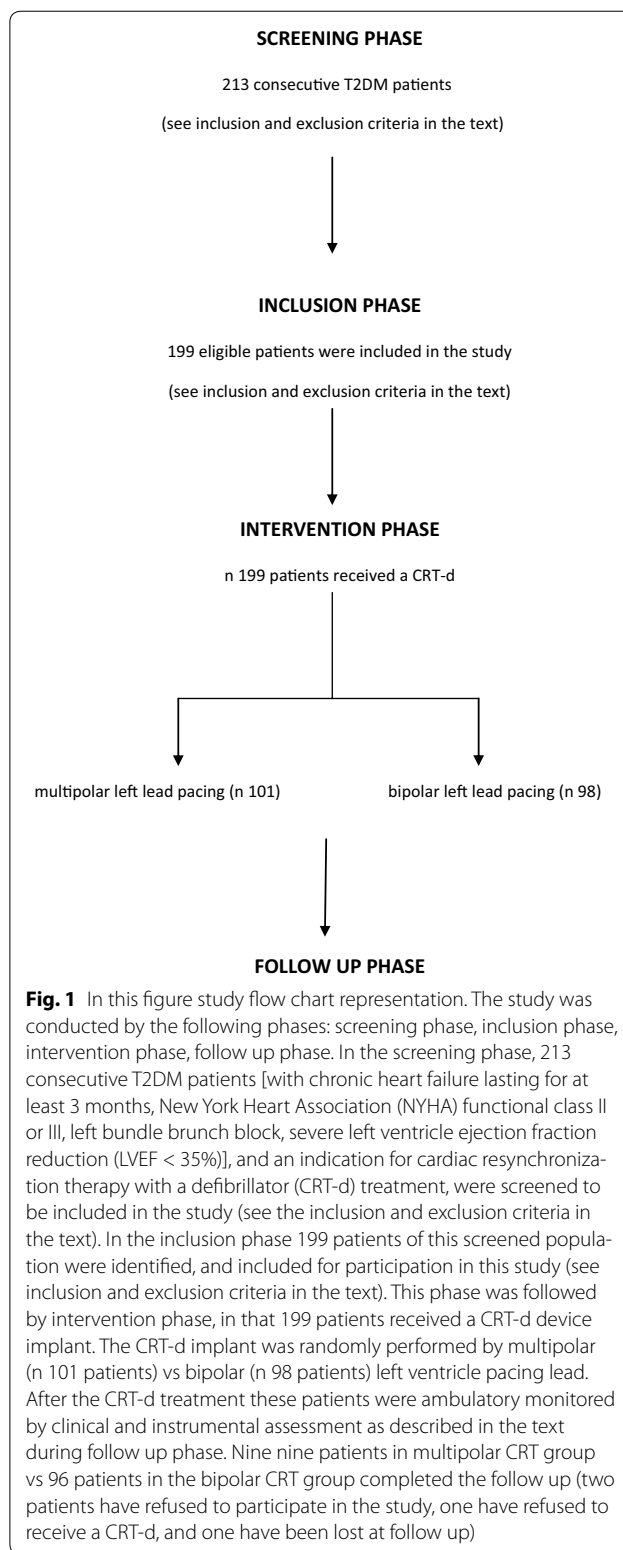 SCREENING PHASE
213 consecutive T2DM patients
(see inclusion and exclusion criteria in the text)
INCLUSION PHASE
199 eligible patients were included in the study
(see inclusion and exclusion criteria in the text)
INTERVENTION PHASE
n 199 patients received a CRT-d
multipolar left lead pacing (n 101)
bipolar left lead pacing (n 98)
FOLLOW UP PHASE
Fig. 1 In this figure study flow chart representation. The study was
conducted by the following phases: screening phase, inclusion phase,
intervention phase, follow up phase. In the screening phase, 213
consecutive T2DM patients [with chronic heart failure lasting for at
least 3 months, New York Heart Association (NYHA) functional class II
or III, left bundle brunch block, severe left ventricle ejection fraction
reduction (LVEF < 35%)], and an indication for cardiac resynchroniza-
tion therapy with a defibrillator (CRT-d) treatment, were screened to
be included in the study (see the inclusion and exclusion criteria in
the text). In the inclusion phase 199 patients of this screened popula-
tion were identified, and included for participation in this study (see
inclusion and exclusion criteria in the text). This phase was followed
by intervention phase, in that 199 patients received a CRT-d device
implant. The CRT-d implant was randomly performed by multipolar
(n 101 patients) vs bipolar (n 98 patients) left ventricle pacing lead.
After the CRT-d treatment these patients were ambulatory monitored
by clinical and instrumental assessment as described in the text
during follow up phase. Nine nine patients in multipolar CRT group
vs 96 patients in the bipolar CRT group completed the follow up (two
patients have refused to participate in the study, one have refused to
receive a CRT-d, and one have been lost at follow up)